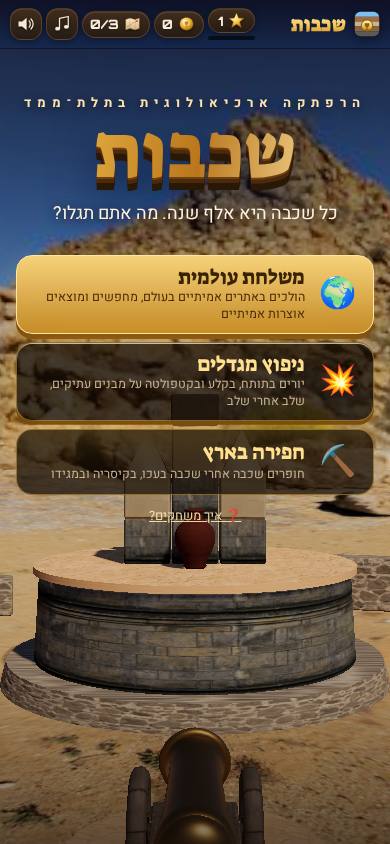 שכבות
1
0
0/3
הרפתקה ארכיאולוגית בתלת־ממד
שכבות
כל שכבה היא אלף שנה. מה אתם תגלו?
משלחת עולמית
הולכים באתרים אמיתיים בעולם, מחפשים ומוצאים
אוצרות אמיתיים
ניפוץ מגדלים
יורים בתותח, בקלע ובקטפולטה על מבנים עתיקים,
שלב אחרי שלב
חפירה בארץ
חופרים שכבה אחרי שכבה בעכו, בקיסריה ובמגידו
❓ איך משחקים?